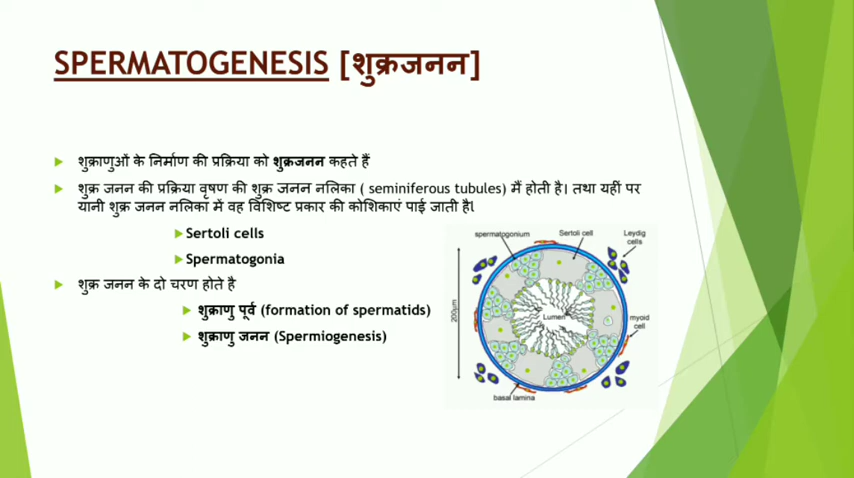 SPERMATOGENESIS [शुक्रजनन]
शुक्राणुओं के निर्माण की प्रक्रिया को शुक्रजनन कहते हैं
शुक्र जनन की प्रक्रिया वृषण की शुक्र जनन नलिका ( seminiferous tubules) में होती है। तथा यहीं पर
यानी शुक्र जनन नलिका में वह विशिष्ट प्रकार की कोशिकाएं पाई जाती है।
Sertoli cells
Spermatogonia
शुक्र जनन के दो चरण होते है
शुक्राणु पूर्व (formation of spermatids)
शुक्राणु जनन (Spermiogenesis)
spermatogonium
Sertoli cell
Leydig
cells
200µm
Lumen
myoid
cell
basal lamina